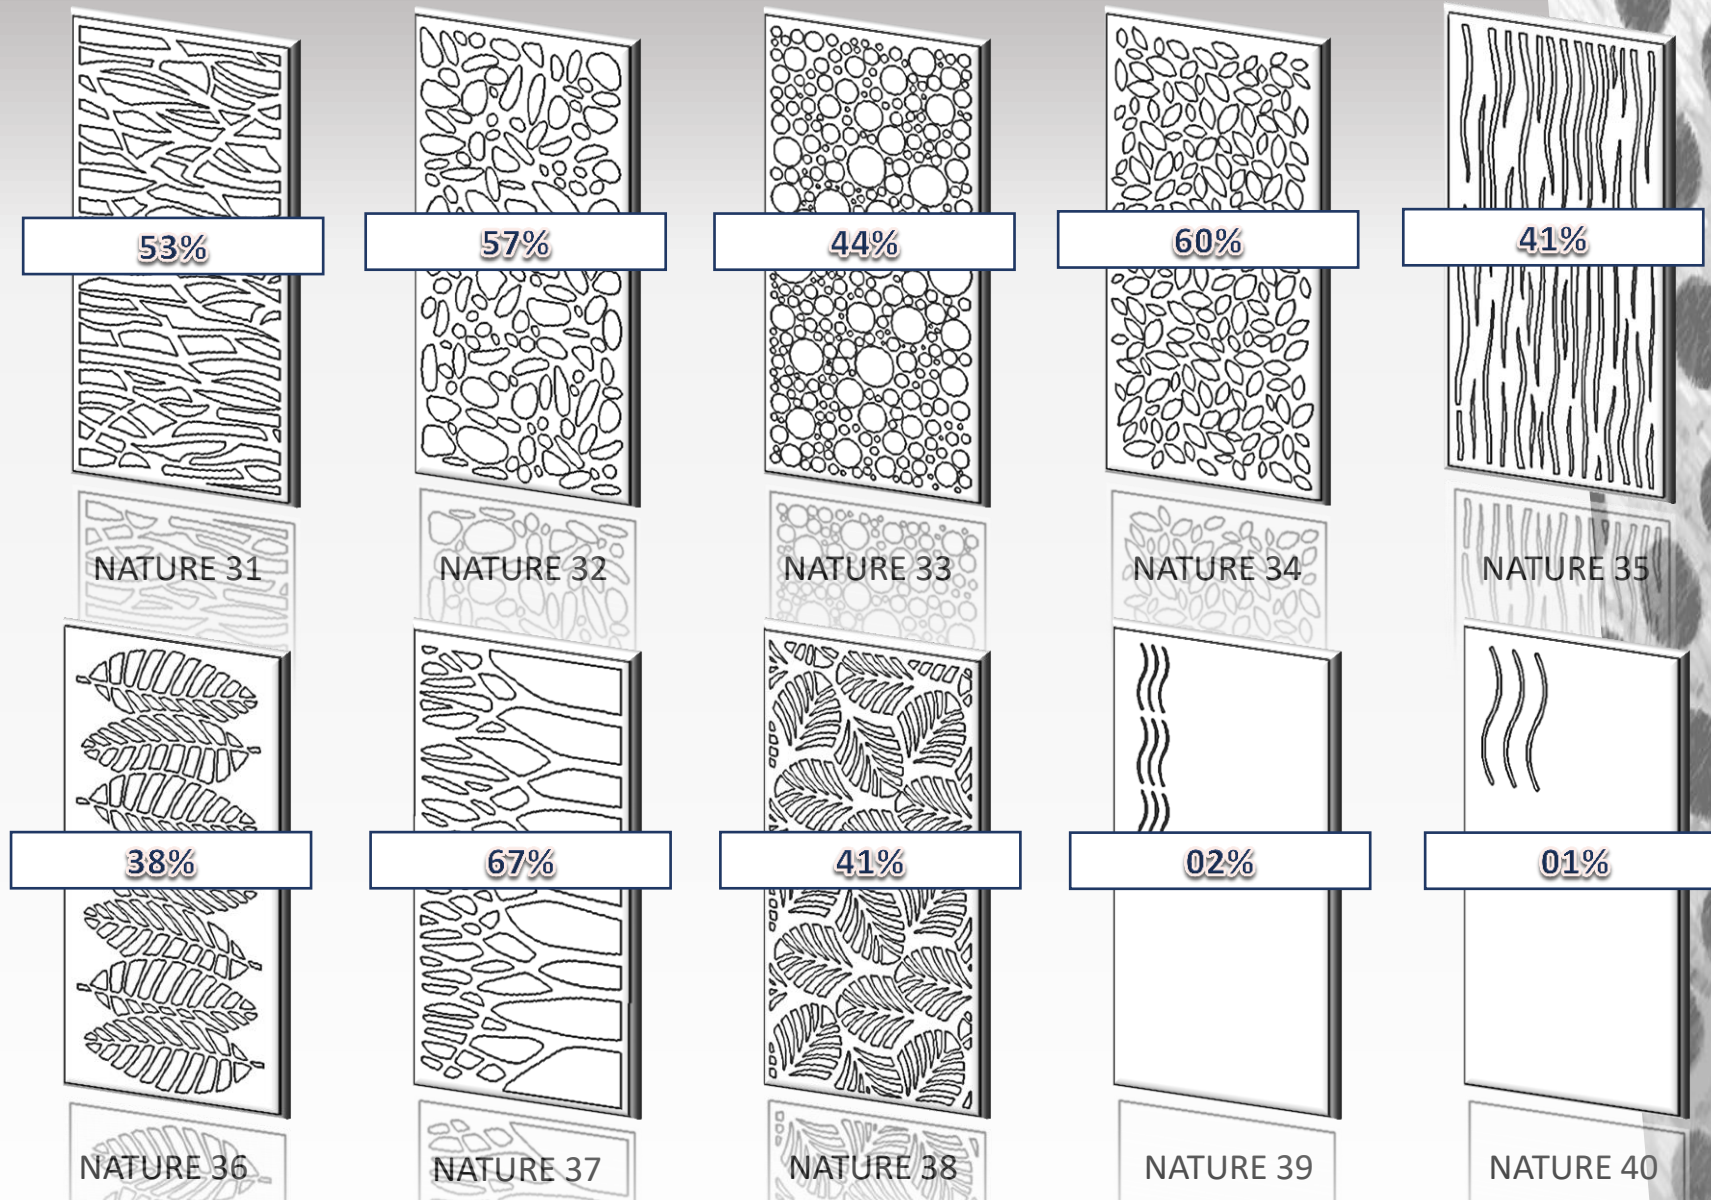 53%
57%
44%
60%
41%
NATURE 31
NATURE 32
NATURE 33
NATURE 34
NATURE 35
38%
67%
41%
02%
01%
NATURE 36
NATURE 37
NATURE 38
NATURE 39
NATURE 40